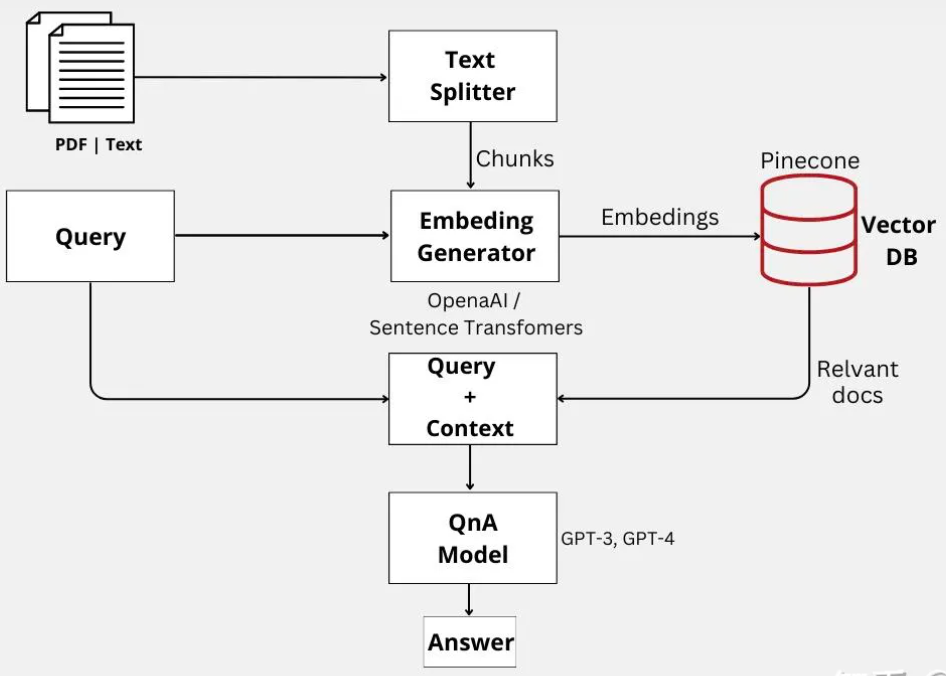 Text
Splitter
PDF | Text
Chunks
Pinecone
Query
Embeding
Generator
Embedings
Vector
DB
OpenaAI /
Sentence Transfomers
Query
+
Context
Relvant
docs
QnA
Model
GPT-3, GPT-4
Answer